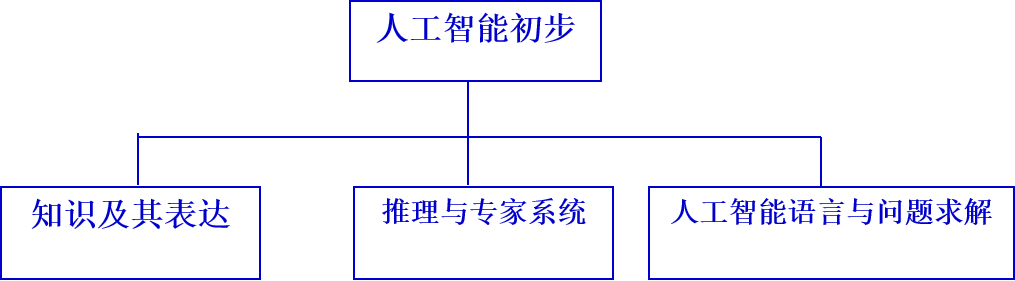 人工智能初步
知识及其表达
推理与专家系统
人工智能语言与问题求解